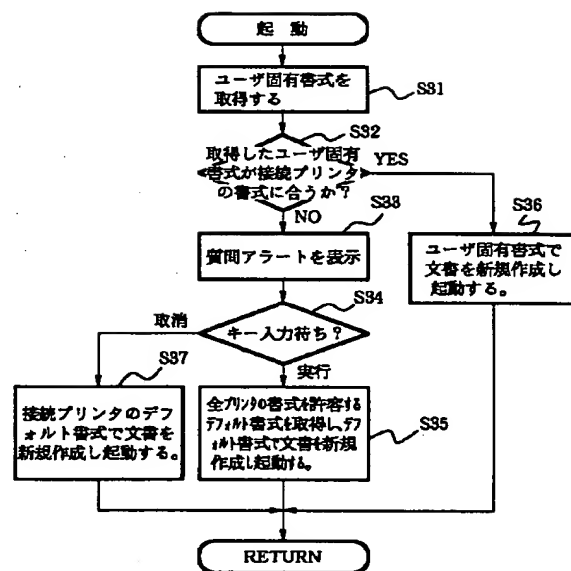 起動
ユーザ固有書式を
取得する
S31
S32
取得したユーザ固有
書式が接続プリンタ
の書式に合うか？
YES
NO
S33
質問アラートを表示
S36
ユーザ固有書式で
文書を新規作成し
起動する。
S34
キー入力待ち？
取消
実行
S37
接続プリンタのデフ
ォルト書式で文書を
新規作成し起動する。
全プリンタの書式を許容する
デフォルト書式を取得し、デフ
ォルト書式で文書を新規
作成し起動する。
S35
RETURN